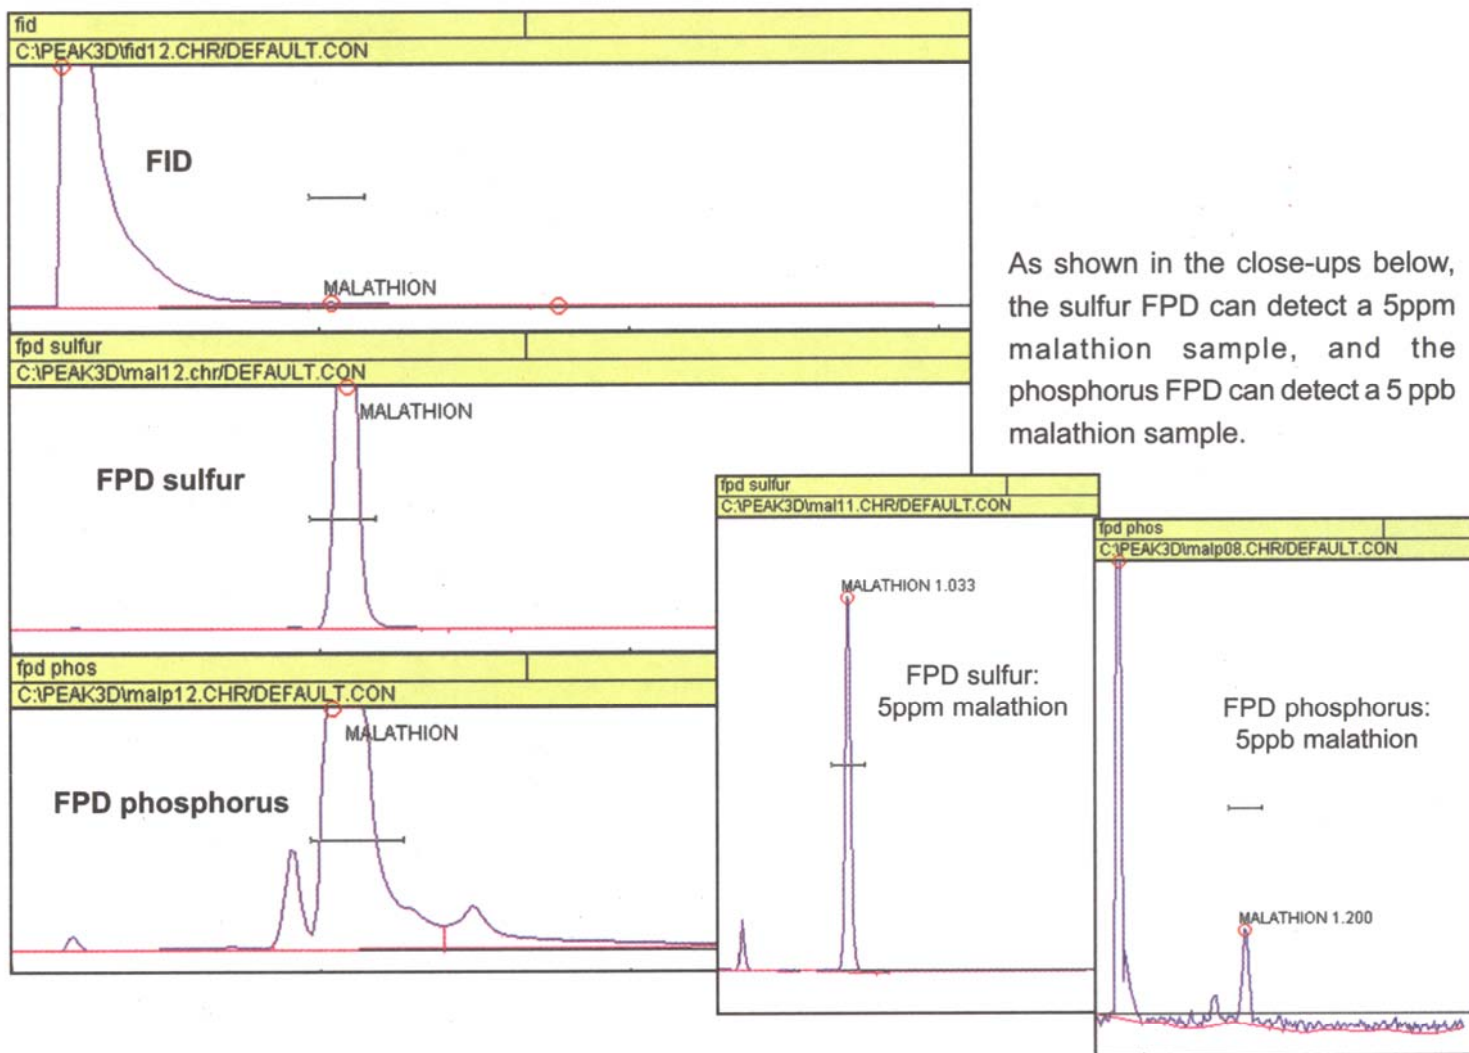 fid
C:\PEAK3D\fid12.CHR/DEFAULT.CON
FID
MALATHION
fpd sulfur
C:\PEAK3D\mal12.chr/DEFAULT.CON
MALATHION
FPD sulfur
fpd phos
C:\PEAK3D\malp12.CHR/DEFAULT.CON
MALATHION
FPD phosphorus
As shown in the close-ups below,
the sulfur FPD can detect a 5ppm
malathion sample, and the
phosphorus FPD can detect a 5 ppb
malathion sample.
fpd sulfur
C:\PEAK3D\mal11.CHR/DEFAULT.CON
MALATHION 1.033
FPD sulfur:
5ppm malathion
fpd phos
C:\PEAK3D\malp08.CHR/DEFAULT.CON
FPD phosphorus:
5ppb malathion
MALATHION 1.200